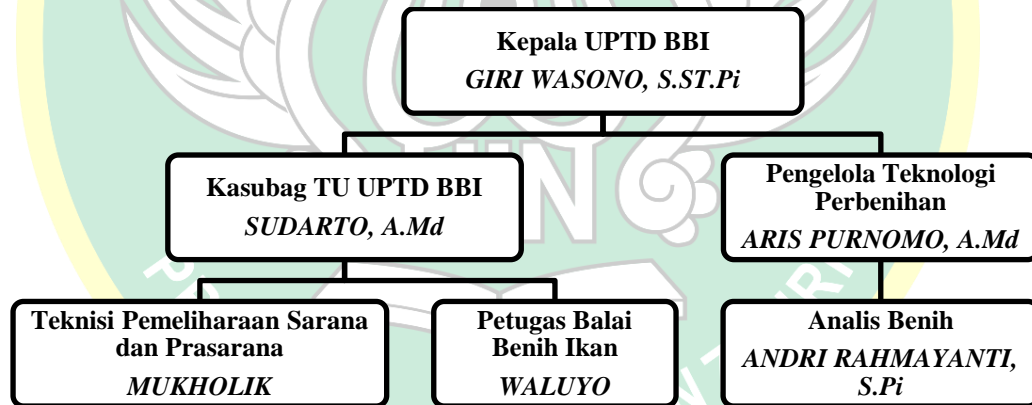 Kepala UPTD BBI
GIRI WASONO, S.ST.Pi
Kasubag TU UPTD BBI
SUDARTO, A.Md
Pengelola Teknologi
Perbenihan
ARIS PURNOMO, A.Md
Teknisi Pemeliharaan Sarana
dan Prasarana
MUKHOLIK
Petugas Balai
Benih Ikan
WALUYO
Analis Benih
ANDRI RAHMAYANTI,
S.Pi